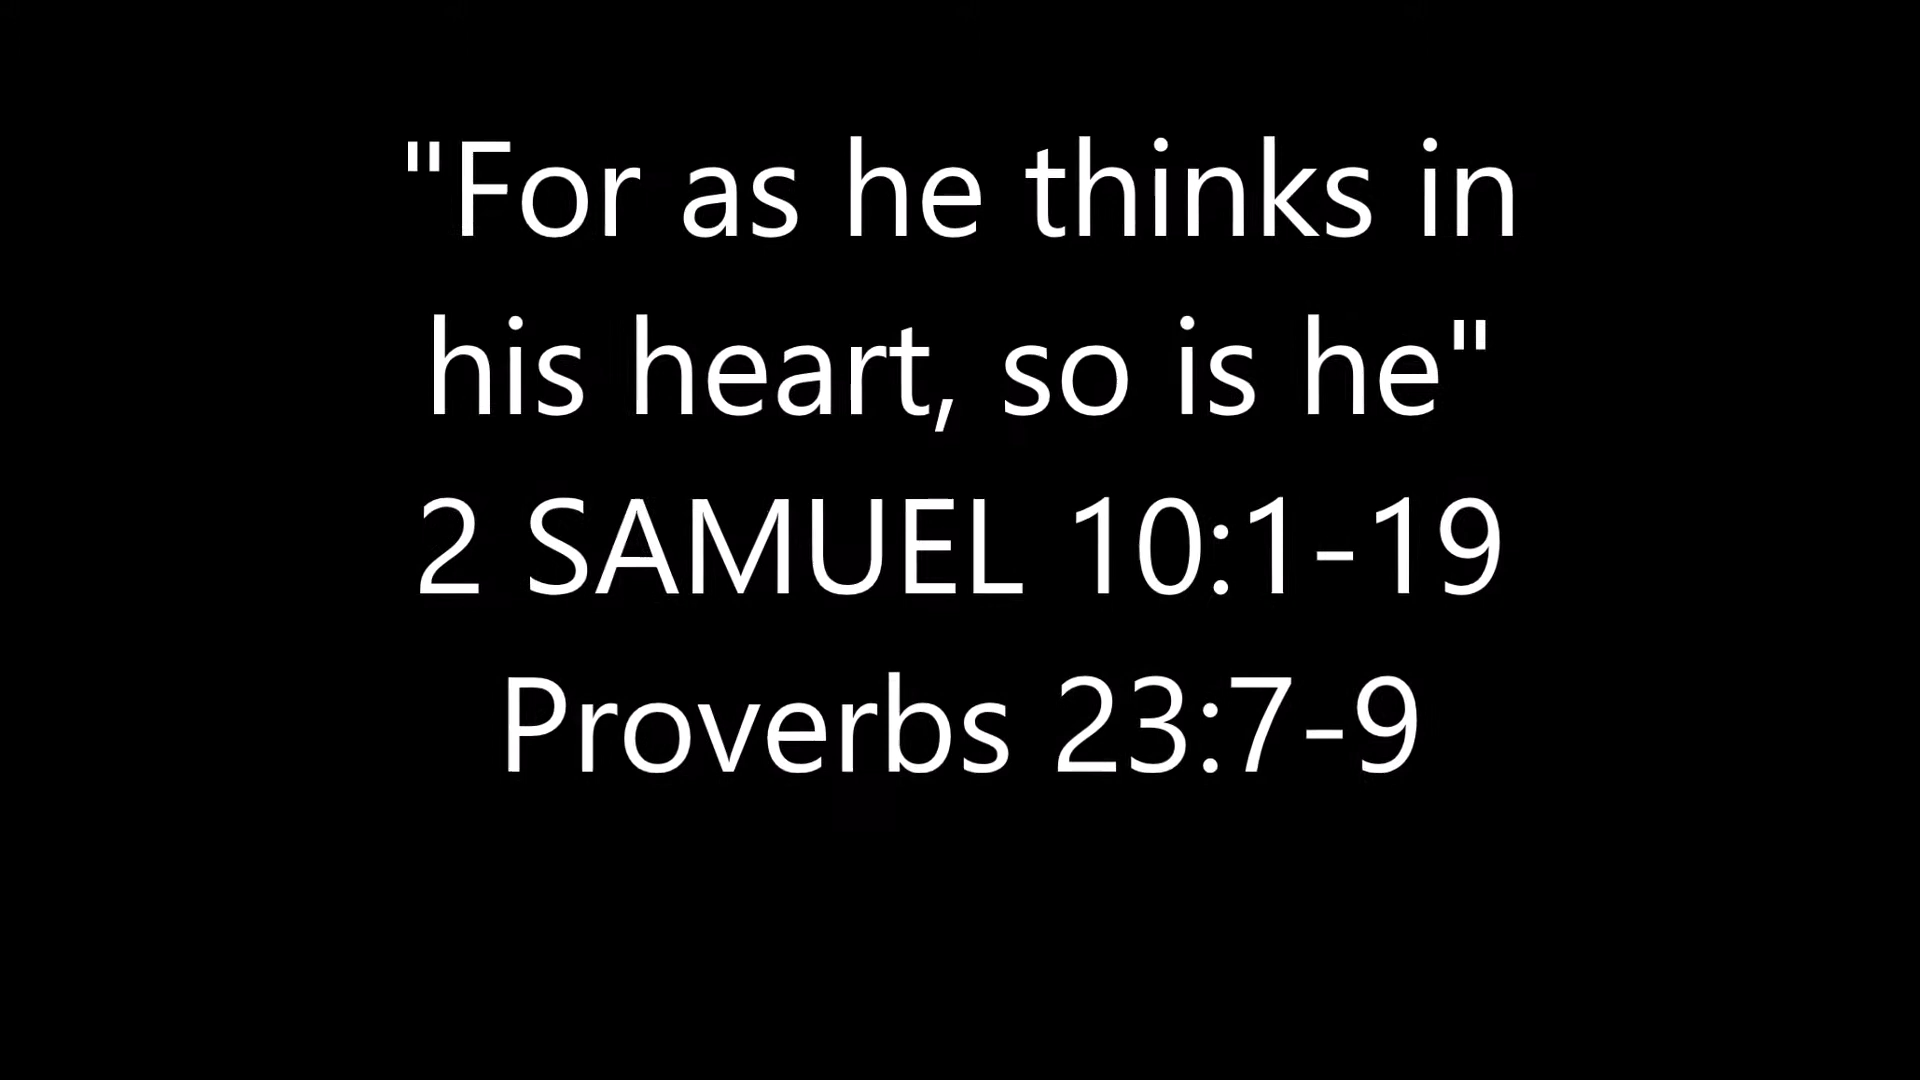 "For as he thinks in
his heart, so is he"
2 SAMUEL 10:1-19
Proverbs 23:7-9